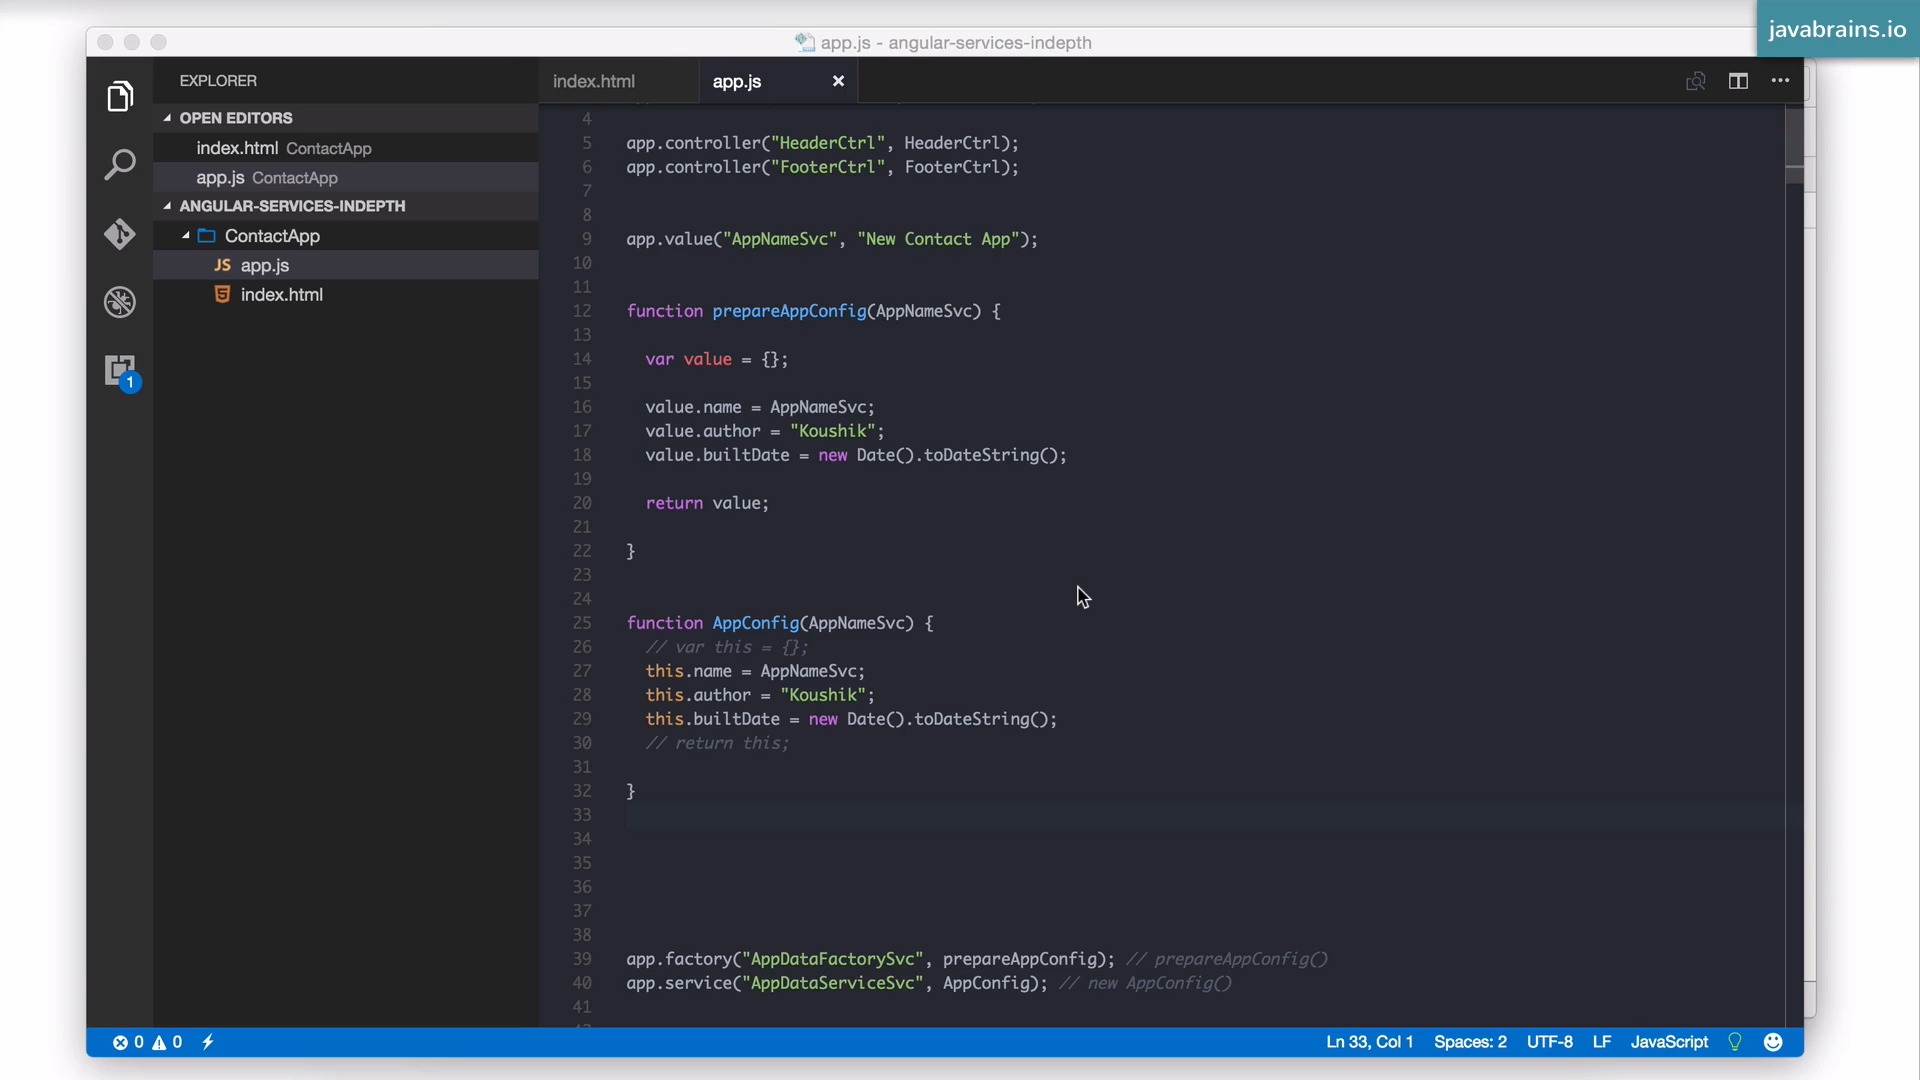 javabrains.io
app.js - angular-services-indepth
EXPLORER
index.html
app.js
OPEN EDITORS
index.html ContactApp
app.js ContactApp
ANGULAR-SERVICES-INDEPTH
ContactApp
JS app.js
index.html
1
4
5 app.controller("HeaderCtrl", HeaderCtrl);
6 app.controller("FooterCtrl", FooterCtrl);
7
8
9 app.value("AppNameSvc", "New Contact App");
10
11
12 function prepareAppConfig(AppNameSvc) {
13
14 var value = {};
15
16 value.name = AppNameSvc;
17 value.author = "Koushik";
18 value.builtDate = new Date().toDateString();
19
20 return value;
21
22 }
23
24
25 function AppConfig(AppNameSvc) {
26 // var this = {};
27 this.name = AppNameSvc;
28 this.author = "Koushik";
29 this.builtDate = new Date().toDateString();
30 // return this;
31
32 }
33
34
35
36
37
38
39 app.factory("AppDataFactorySvc", prepareAppConfig); // prepareAppConfig()
40 app.service("AppDataServiceSvc", AppConfig); // new AppConfig()
41
0 0 Ln 33, Col 1 Spaces: 2 UTF-8 LF JavaScript